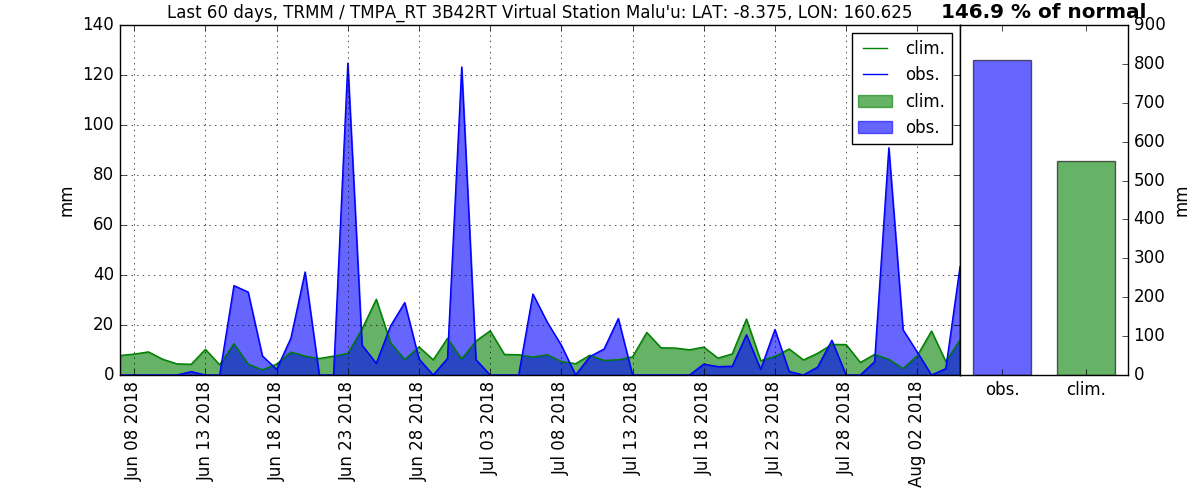 Last 60 days, TRMM / TMPA_RT 3B42RT Virtual Station Malu'u: LAT: -8.375, LON: 160.625
146.9 % of normal
140
120
100
80
60
40
20
0
mm
clim.
obs.
clim.
obs.
900
800
700
600
500
400
300
200
100
0
mm
Jun 08 2018
Jun 13 2018
Jun 18 2018
Jun 23 2018
Jun 28 2018
Jul 03 2018
Jul 08 2018
Jul 13 2018
Jul 18 2018
Jul 23 2018
Jul 28 2018
Aug 02 2018
obs.
clim.